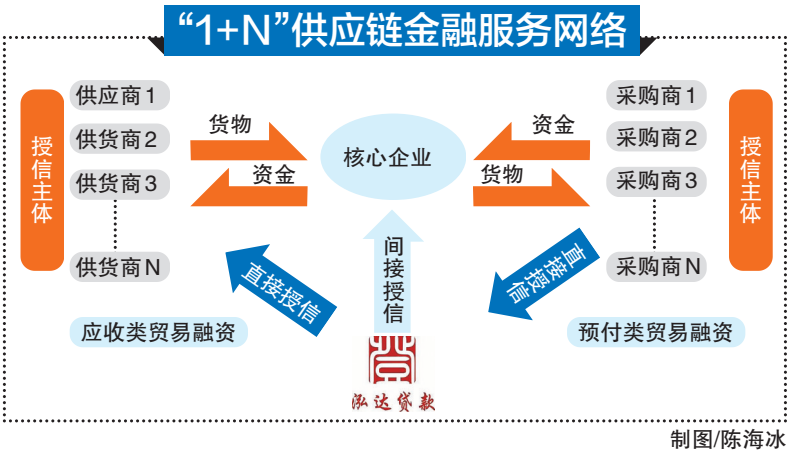 “1+N”供应链金融服务网络
授信主体
供应商1
供货商2
供货商3
供货商N
货物
资金
核心企业
资金
货物
采购商1
采购商2
采购商3
采购商N
授信主体
直接授信
间接授信
直接授信
应收类贸易融资
预付类贸易融资
泓达贷款
制图/陈海冰